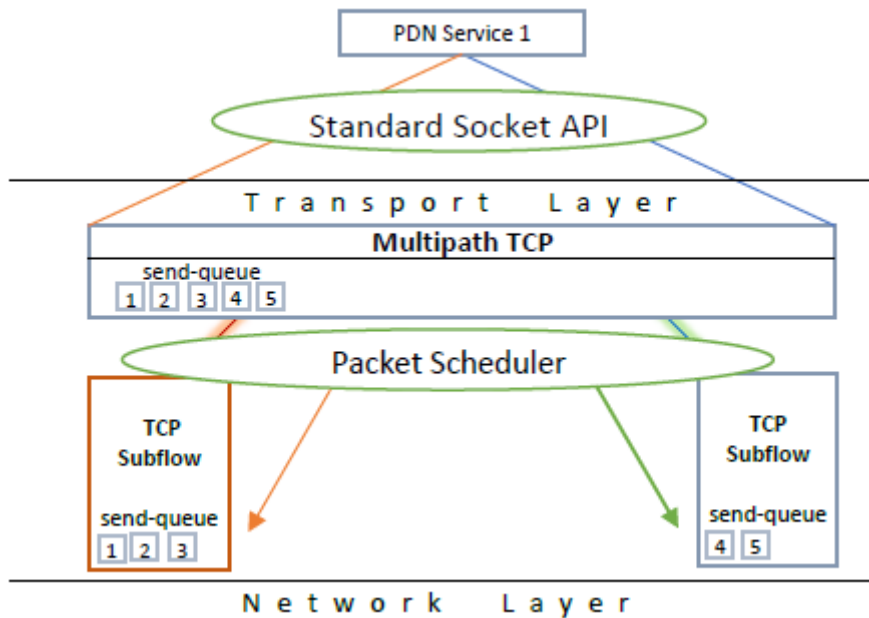 PDN Service 1
Standard Socket API
Transport Layer
Multipath TCP
send-queue
1 2 3 4 5
Packet Scheduler
TCP
Subflow
send-queue
1 2 3
TCP
Subflow
send-queue
4 5
Network Layer